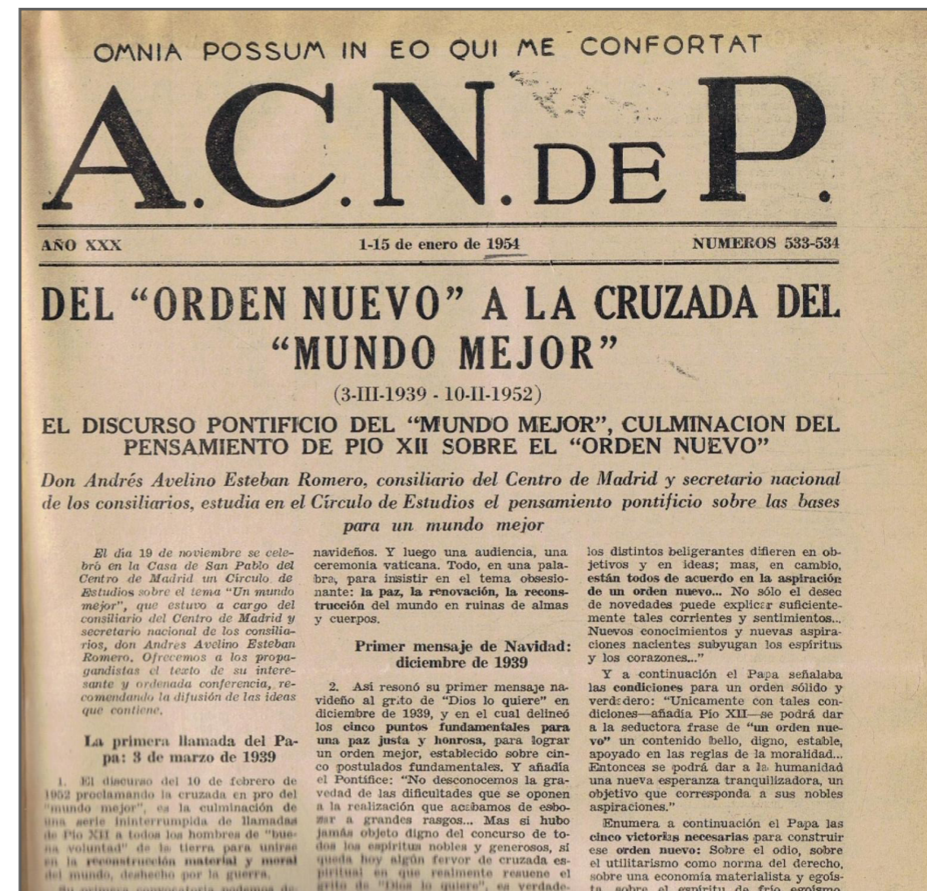 OMNIA POSSUM IN EO QUI ME CONFORTAT
A.C.N. DE P.
AÑO XXX
1-15 de enero de 1954
NUMEROS 533-534
DEL “ORDEN NUEVO” A LA CRUZADA DEL
“MUNDO MEJOR”
(3-III-1939 - 10-II-1952)
EL DISCURSO PONTIFICIO DEL “MUNDO MEJOR”, CULMINACION DEL
PENSAMIENTO DE PIO XII SOBRE EL “ORDEN NUEVO”
Don Andrés Avelino Esteban Romero, consiliario del Centro de Madrid y secretario nacional
de los consiliarios, estudia en el Círculo de Estudios el pensamiento pontificio sobre las bases
para un mundo mejor
El día 19 de noviembre se cele-
bró en la Casa de San Pablo del
Centro de Madrid un Círculo de
Estudios sobre el tema “Un mundo
mejor”, que estuvo a cargo del
consiliario del Centro de Madrid y
secretario nacional de los consilia-
rios, don Andres Avelino Esteban
Romero. Ofrecemos a los propa-
gandistas el texto de su intere-
sante y ordenada conferencia, re-
comendando la difusión de las ideas
que contiene.
La primera llamada del Pa-
pa: 3 de marzo de 1939
1. El discurso del 10 de febrero de
1952 proclamando la cruzada en pro del
“mundo mejor”, es la culminación de
una serie ininterrumpida de llamadas
de Pío XII a todos los hombres de “bue-
na voluntad” de la tierra para unirse
en la reconstrucción material y moral
del mundo, deshecho por la guerra.
navideños. Y luego una audiencia, una
ceremonia vaticana. Todo, en una pala-
bra, para insistir en el tema obsesio-
nante: la paz, la renovación, la recons-
trucción del mundo en ruinas de almas
y cuerpos.
Primer mensaje de Navidad:
diciembre de 1939
2. Así resonó su primer mensaje na-
videño al grito de “Dios lo quiere” en
diciembre de 1939, y en el cual delineó
los cinco puntos fundamentales para
una paz justa y honrosa, para lograr
un orden mejor, establecido sobre cin-
co postulados fundamentales. Y añadía
el Pontífice: “No desconocemos la gra-
vedad de las dificultades que se oponen
a la realización que acabamos de esbo-
zar a grandes rasgos... Mas si hubo
jamás objeto digno del concurso de to-
dos los espíritus nobles y generosos, si
queda hoy algún fervor de cruzada es-
piritual en que realmente resuene el
grito de “Dios lo quiere”, es verdade-
los distintos beligerantes difieren en ob-
jetivos y en ideas; mas, en cambio,
están todos de acuerdo en la aspiración
de un orden nuevo... No sólo el deseo
de novedades puede explicar suficiente-
mente tales corrientes y sentimientos...
Nuevos conocimientos y nuevas aspira-
ciones nacientes subyugan los espíritus
y los corazones...”
Y a continuación el Papa señalaba
las condiciones para un orden sólido y
verdadero: “Unicamente con tales con-
diciones—añadía Pío XII—se podrá dar
a la seductora frase de “un orden nue-
vo” un contenido bello, digno, estable,
apoyado en las reglas de la moralidad...
Entonces se podrá dar a la humanidad
una nueva esperanza tranquilizadora, un
objetivo que corresponda a sus nobles
aspiraciones.”
Enumera a continuación el Papa las
cinco victorias necesarias para construir
ese orden nuevo: Sobre el odio, sobre
el utilitarismo como norma del derecho,
sobre una economía materialista y egoís-
ta, sobre el espíritu de frío egoísmo